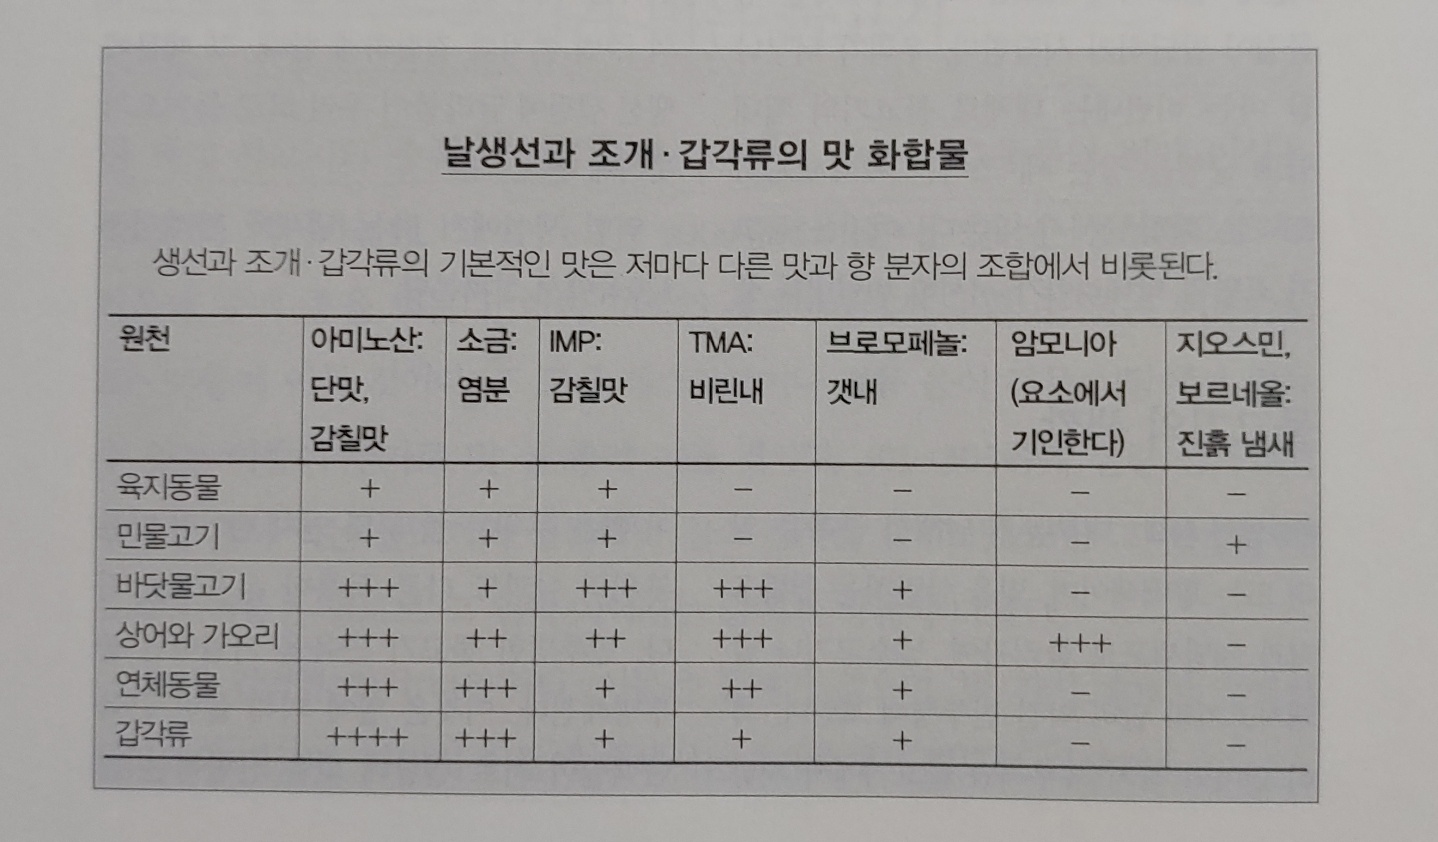 날생선과 조개·갑각류의 맛 화합물
생선과 조개·갑각류의 기본적인 맛은 저마다 다른 맛과 향 분자의 조합에서 비롯된다.
원천 아미노산: 소금: IMP: TMA: 브로모페놀: 암모니아 지오스민,
단맛, 염분 감칠맛 비린내 갯내 (요소에서 보르네올:
감칠맛 기인한다) 진흙 냄새
육지동물 + + + − − − −
민물고기 + + + − − − +
바닷물고기 +++ + +++ +++ + − −
상어와 가오리 +++ ++ ++ +++ + +++ −
연체동물 +++ +++ + ++ + − −
갑각류 ++++ +++ + + + − −